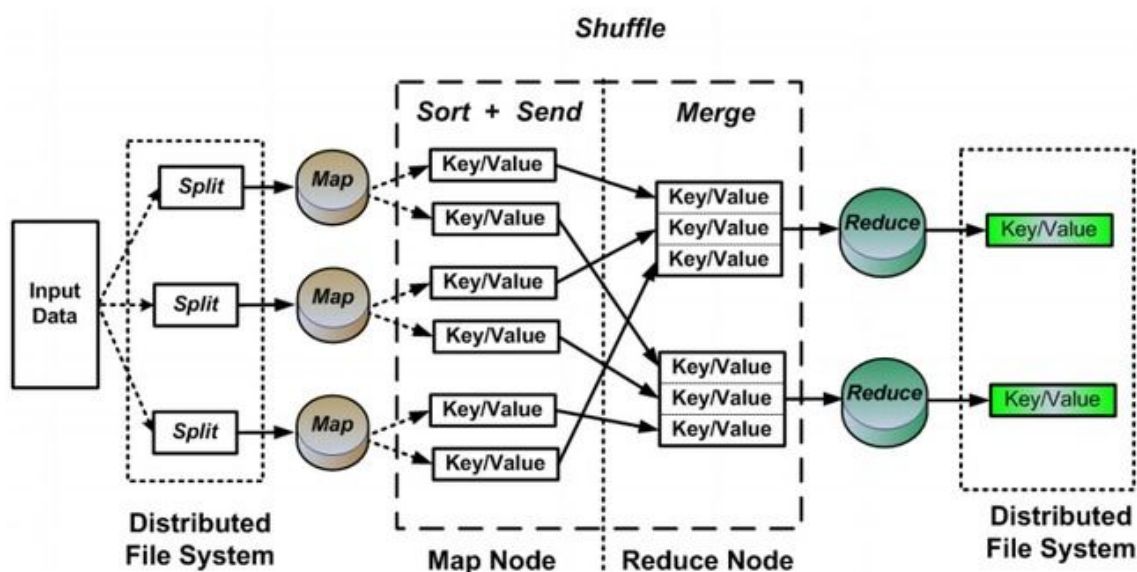 Shuffle
Sort + Send
Merge
Input
Data
Split
Split
Split
Map
Map
Map
Key/Value
Key/Value
Key/Value
Key/Value
Key/Value
Key/Value
Key/Value
Key/Value
Key/Value
Key/Value
Key/Value
Key/Value
Reduce
Reduce
Key/Value
Key/Value
Distributed
File System
Map Node
Reduce Node
Distributed
File System